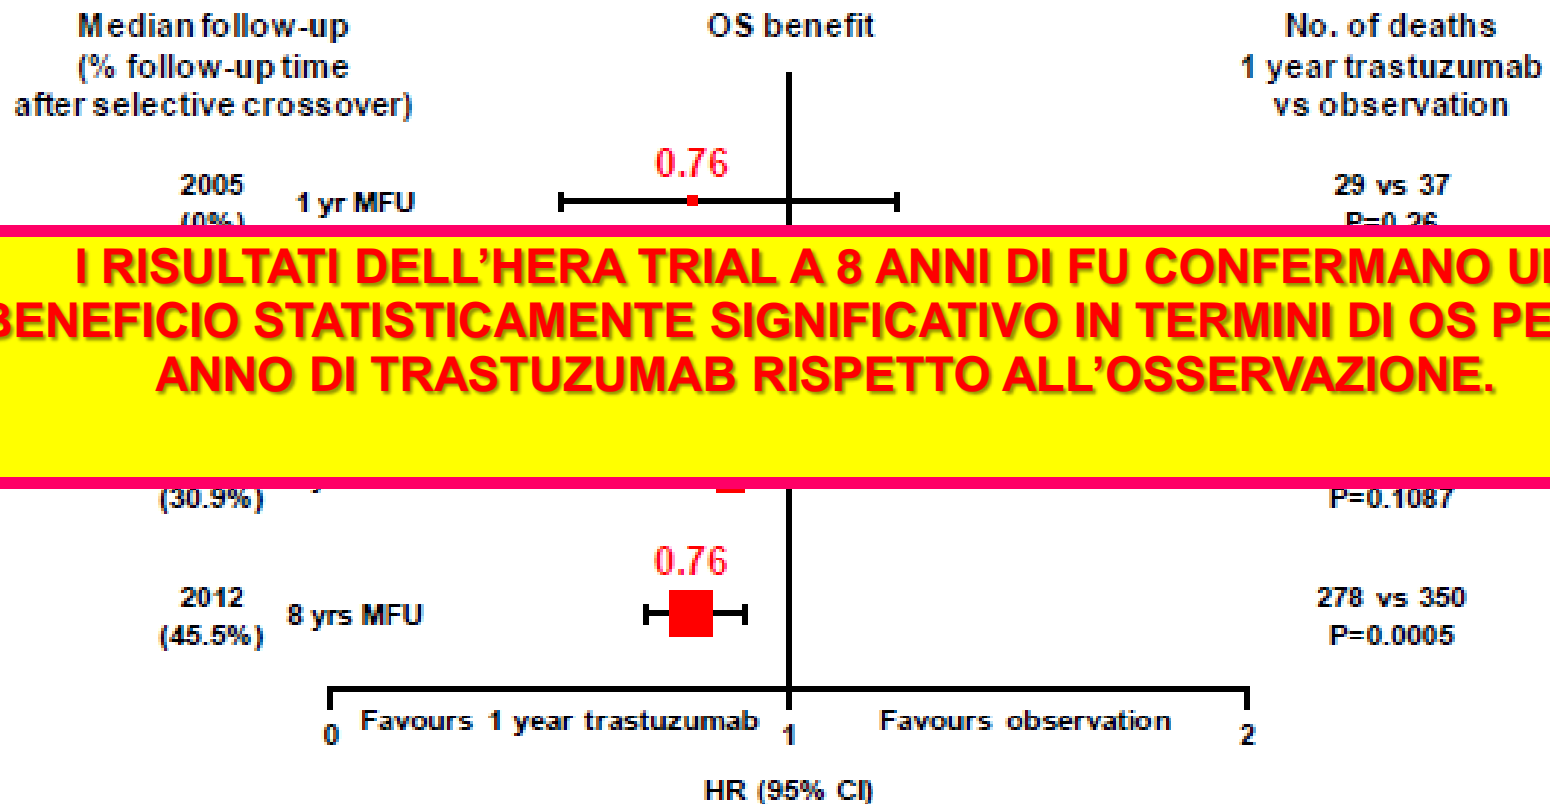 Median follow-up
(% follow-up time
after selective crossover)
OS benefit
No. of deaths
1 year trastuzumab
vs observation
2005
(0%)
1 yr MFU
0.76
29 vs 37
P=0.26
I RISULTATI DELL’HERA TRIAL A 8 ANNI DI FU CONFERMANO
BENEFICIO STATISTICAMENTE SIGNIFICATIVO IN TERMINI DI OS
ANNO DI TRASTUZUMAB RISPETTO ALL’OSSERVAZIONE.
(30.9%)
P=0.1087
2012
(45.5%)
8 yrs MFU
0.76
278 vs 350
P=0.0005
0
Favours 1 year trastuzumab
1
Favours observation
2
HR (95% CI)